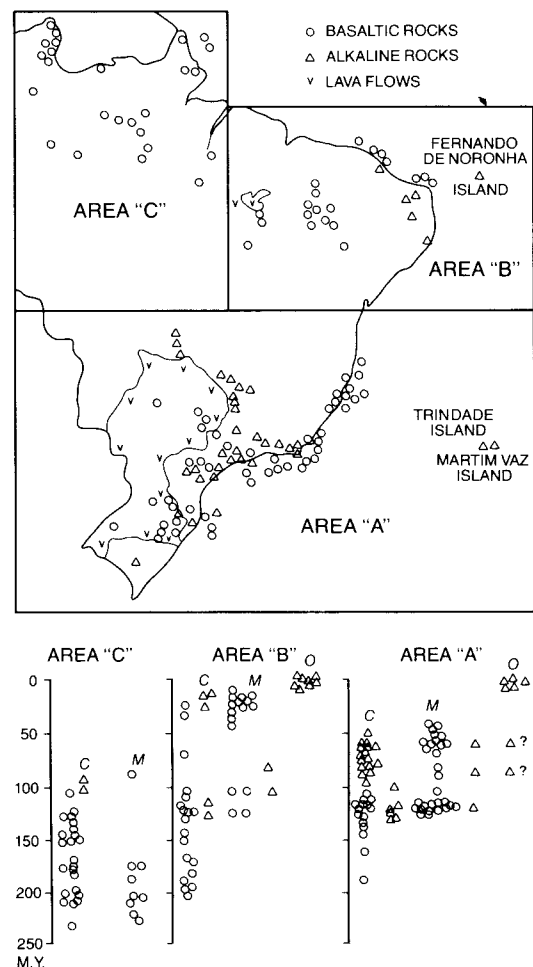 BASALTIC ROCKS
ALKALINE ROCKS
LAVA FLOWS
FERNANDO
DE NORONHA
ISLAND
AREA "C"
AREA "B"
TRINDADE
ISLAND
MARTIM VAZ
ISLAND
AREA "A"
AREA "C"
AREA "B"
AREA "A"
0
50
100
150
200
250
M.Y.
C
M
C
M
O
C
M
O
?
?